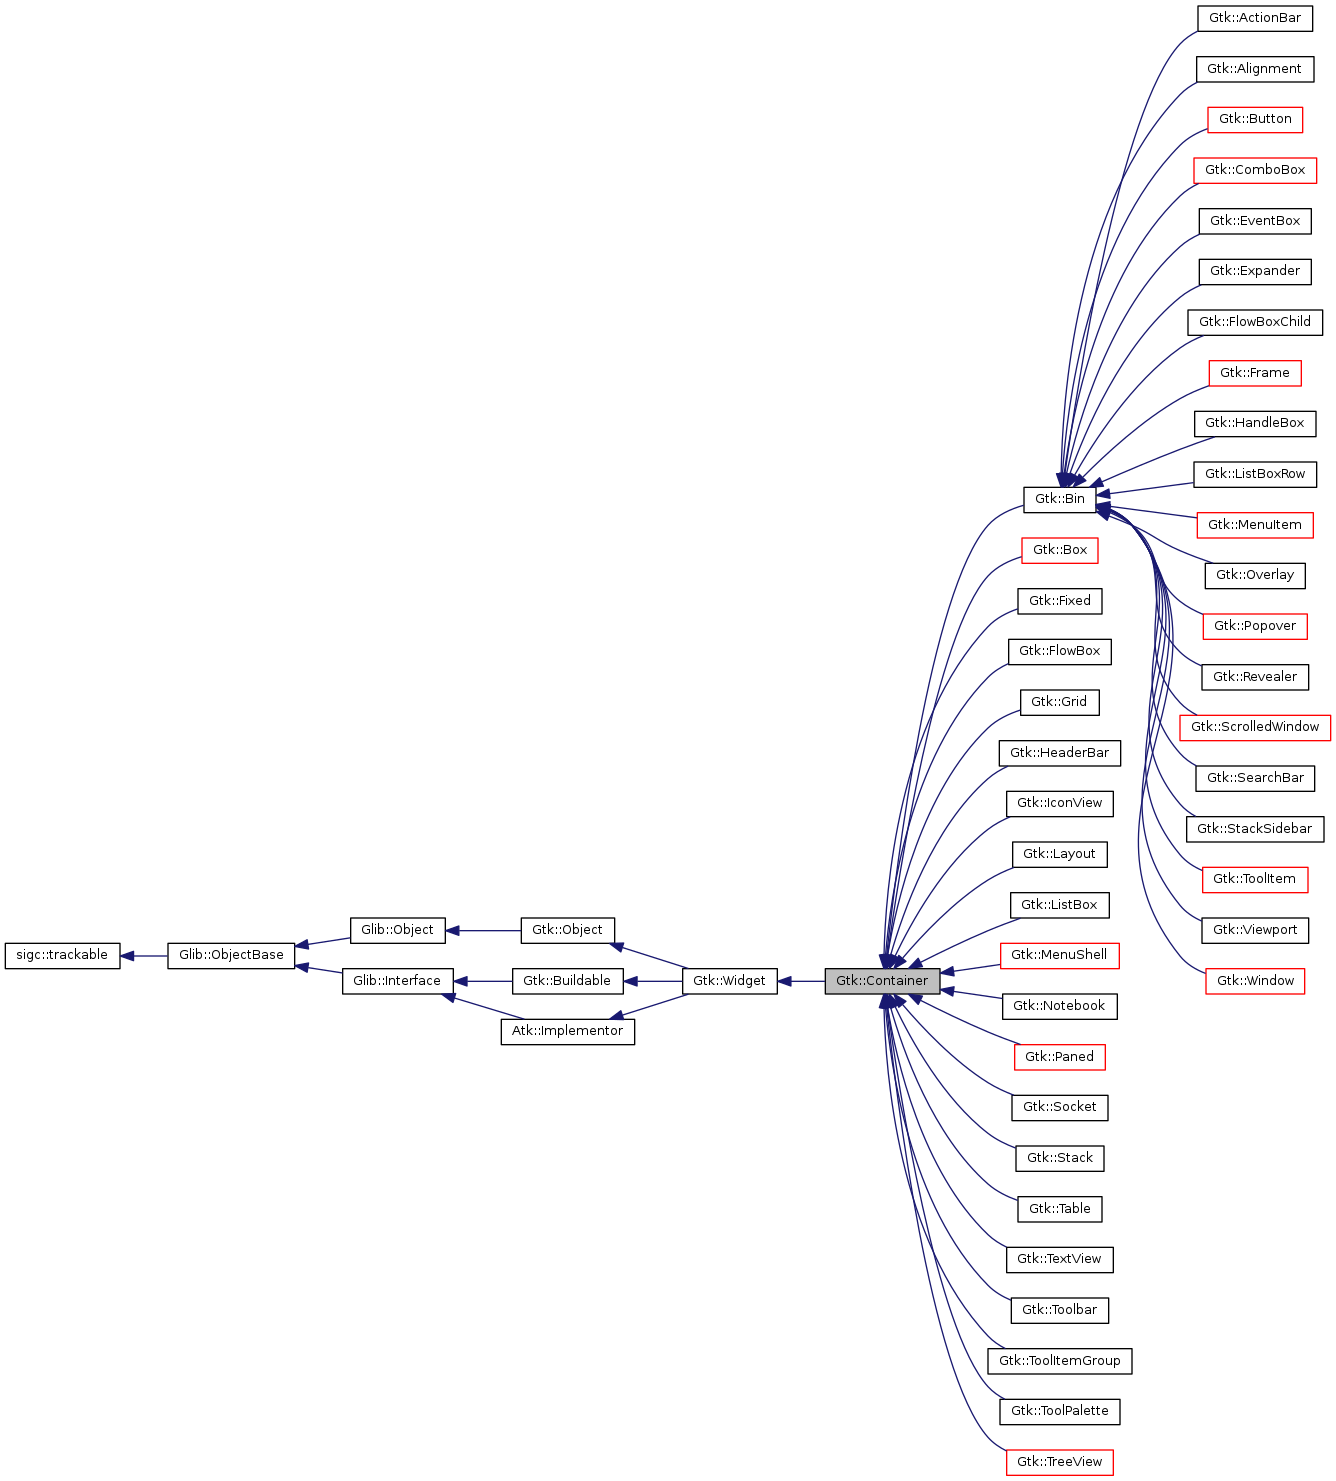 Gtk::ActionBar
Gtk::Alignment
Gtk::Button
Gtk::ComboBox
Gtk::EventBox
Gtk::Expander
Gtk::FlowBoxChild
Gtk::Frame
Gtk::HandleBox
Gtk::ListBoxRow
Gtk::Bin
Gtk::MenuItem
Gtk::Box
Gtk::Overlay
Gtk::Fixed
Gtk::Popover
Gtk::FlowBox
Gtk::Revealer
Gtk::Grid
Gtk::ScrolledWindow
Gtk::HeaderBar
Gtk::SearchBar
Gtk::IconView
Gtk::StackSidebar
Gtk::Layout
Gtk::ToolItem
Gtk::ListBox
Glib::Object
Gtk::Object
Gtk::Viewport
sigc::trackable
Glib::ObjectBase
Gtk::MenuShell
Glib::Interface
Gtk::Buildable
Gtk::Widget
Gtk::Container
Gtk::Window
Gtk::Notebook
Atk::Implementor
Gtk::Paned
Gtk::Socket
Gtk::Stack
Gtk::Table
Gtk::TextView
Gtk::Toolbar
Gtk::ToolItemGroup
Gtk::ToolPalette
Gtk::TreeView